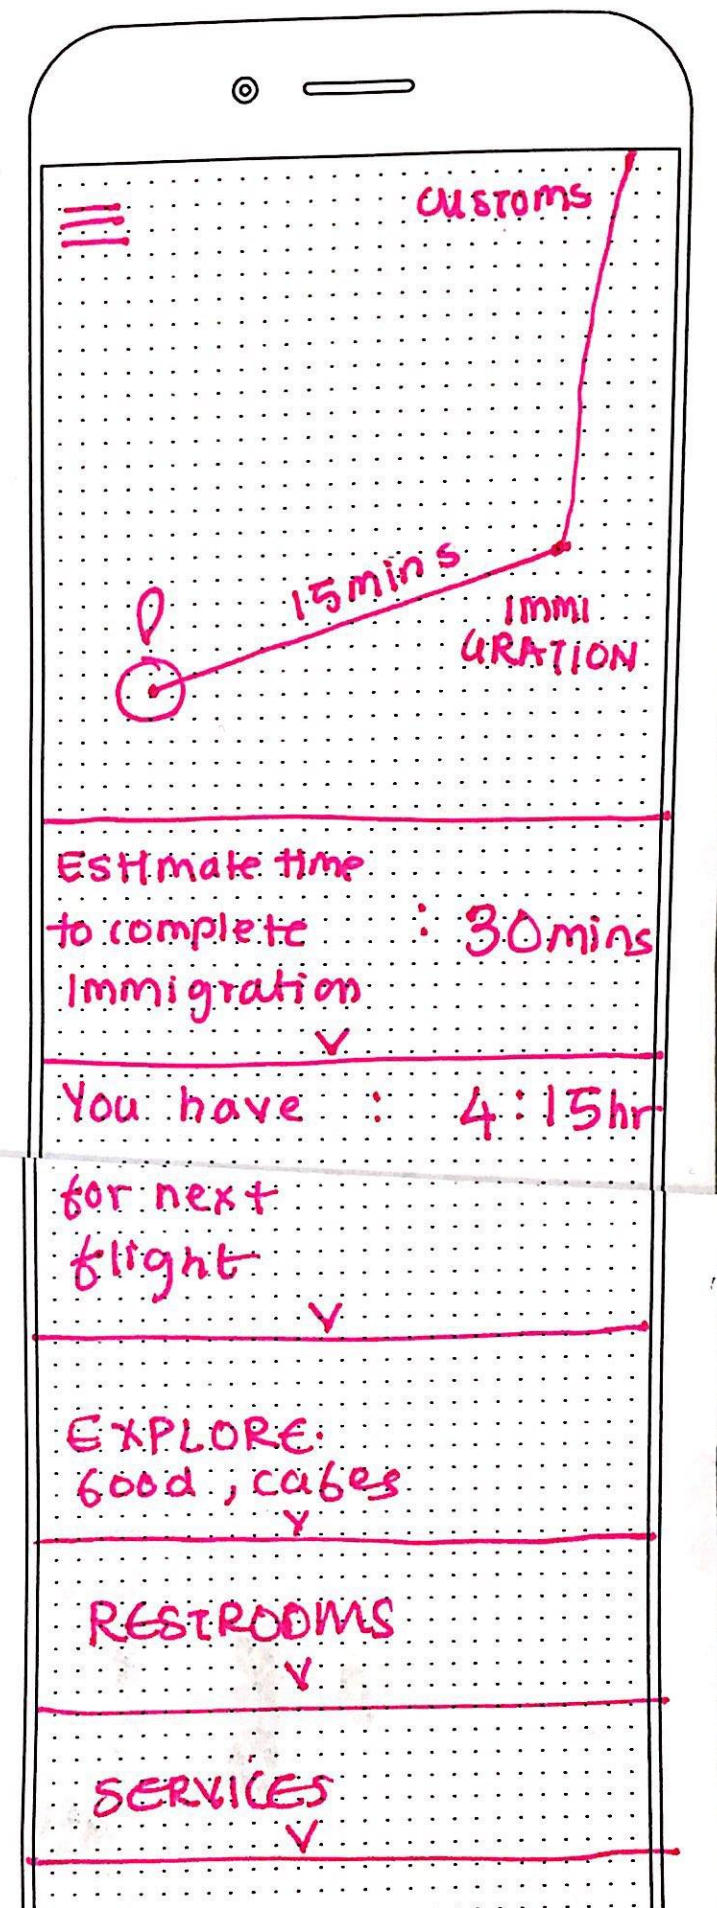 CUSTOMS
15mins
IMMI
GRATION
Estimate time
to complete : 30mins
Immigration
You have : 4:15hr
for next
flight
EXPLORE.
food, cafes
RESTROOMS
SERVICES